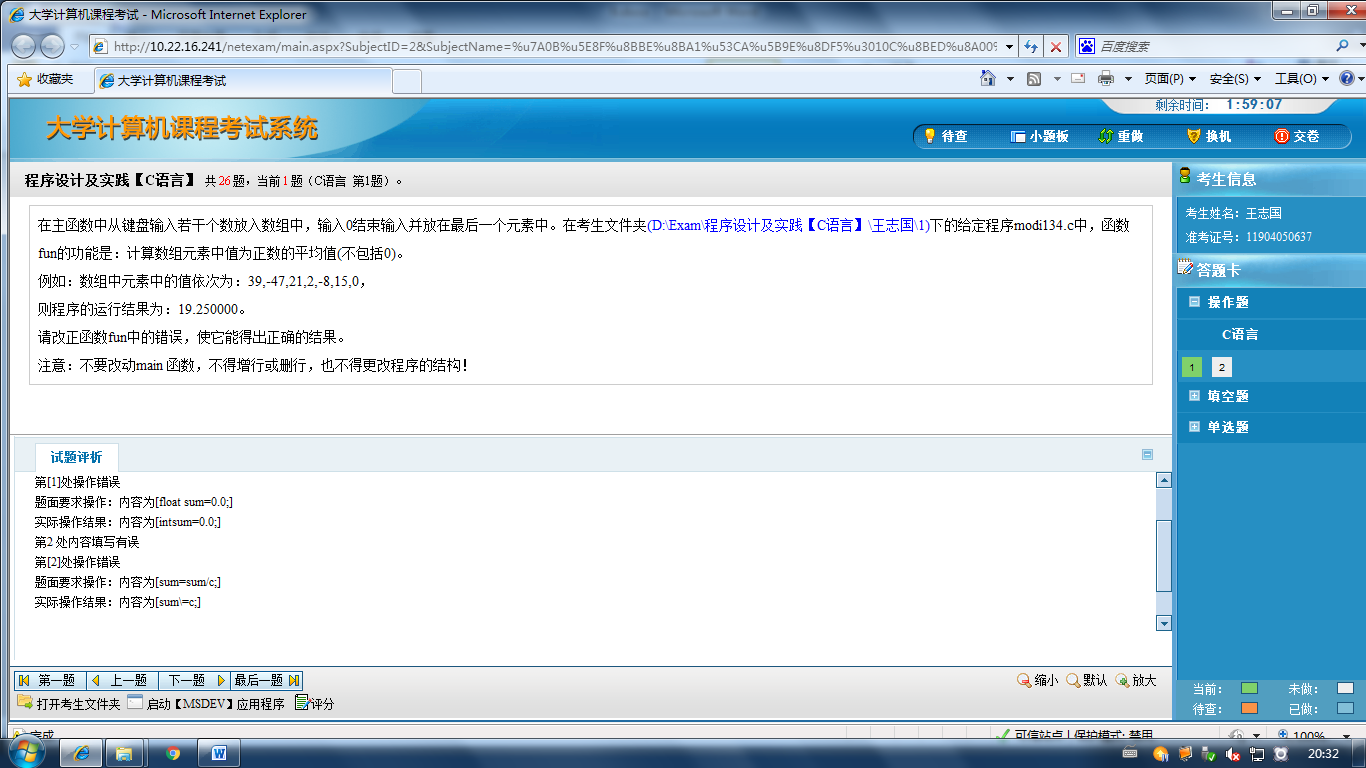 大学计算机课程考试 - Microsoft Internet Explorer
http://10.22.16.241/netexam/main.aspx?SubjectID=2&SubjectName=%u7A0B%u5E8F%u8BBE%u8BA1%u53CA%u5B9E%u8DF5%u3010C%u8BED%u8A00%
百度搜索
收藏夹
大学计算机课程考试
页面(P)
安全(S)
工具(O)
剩余时间： 1:59:07
大学计算机课程考试系统
待查 小题板 重做 换机 交卷
程序设计及实践【C语言】 共26题，当前1题（C语言 第1题）。
在主函数中从键盘输入若干个数放入数组中，输入0结束输入并放在最后一个元素中。在考生文件夹(D:\Exam\程序设计及实践【C语言】\王志国\1)下的给定程序modi134.c中，函数
fun的功能是：计算数组元素中值为正数的平均值(不包括0)。
例如：数组中元素中的值依次为：39,-47,21,2,-8,15,0，
则程序的运行结果为：19.250000。
请改正函数fun中的错误，使它能得出正确的结果。
注意：不要改动main 函数，不得增行或删行，也不得更改程序的结构！
考生信息
考生姓名：王志国
准考证号：11904050637
答题卡
操作题
C语言
1 2
填空题
单选题
试题评析
第[1]处操作错误
题面要求操作：内容为[float sum=0.0;]
实际操作结果：内容为[intsum=0.0;]
第2 处内容填写有误
第[2]处操作错误
题面要求操作：内容为[sum=sum/c;]
实际操作结果：内容为[sum\=c;]
第一题 上一题 下一题 最后一题
缩小 默认 放大
打开考生文件夹 启动【MSDEV】应用程序 评分
当前： 未做：
待查： 已做：
完成
可信站点 | 保护模式: 禁用
100%
20:32